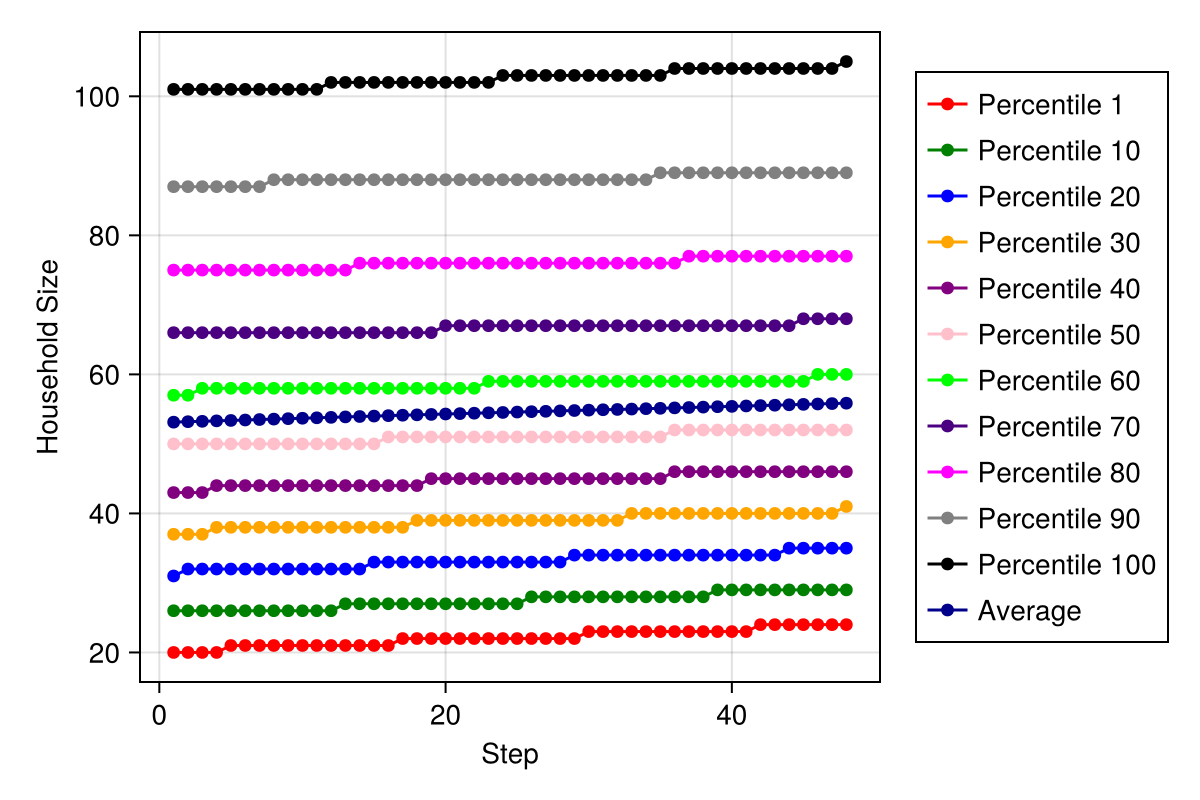 100
80
60
40
20
0
20
40
Household Size
Step
Percentile 1
Percentile 10
Percentile 20
Percentile 30
Percentile 40
Percentile 50
Percentile 60
Percentile 70
Percentile 80
Percentile 90
Percentile 100
Average